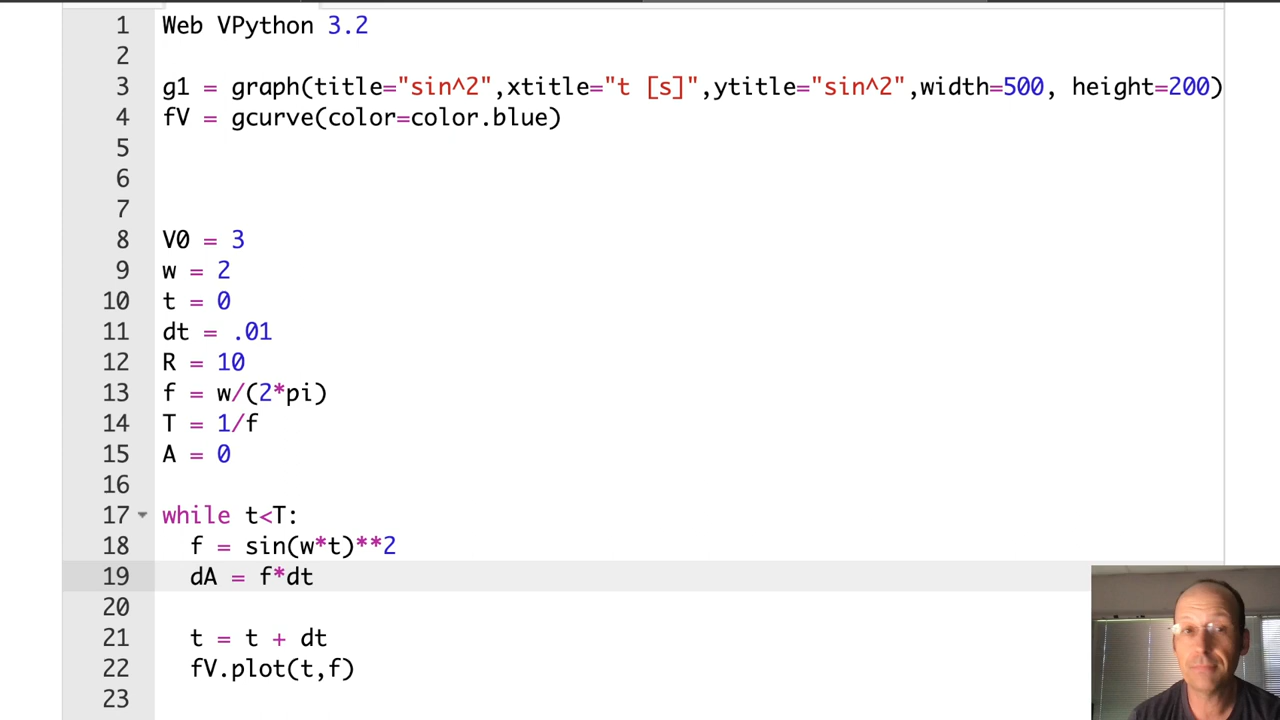 1 Web VPython 3.2
2
3 g1 = graph(title="sin^2",xtitle="t [s]",ytitle="sin^2",width=500, height=200)
4 fV = gcurve(color=color.blue)
5
6
7
8 V0 = 3
9 w = 2
10 t = 0
11 dt = .01
12 R = 10
13 f = w/(2*pi)
14 T = 1/f
15 A = 0
16
17 while t<T:
18 f = sin(w*t)**2
19 dA = f*dt
20
21 t = t + dt
22 fV.plot(t,f)
23